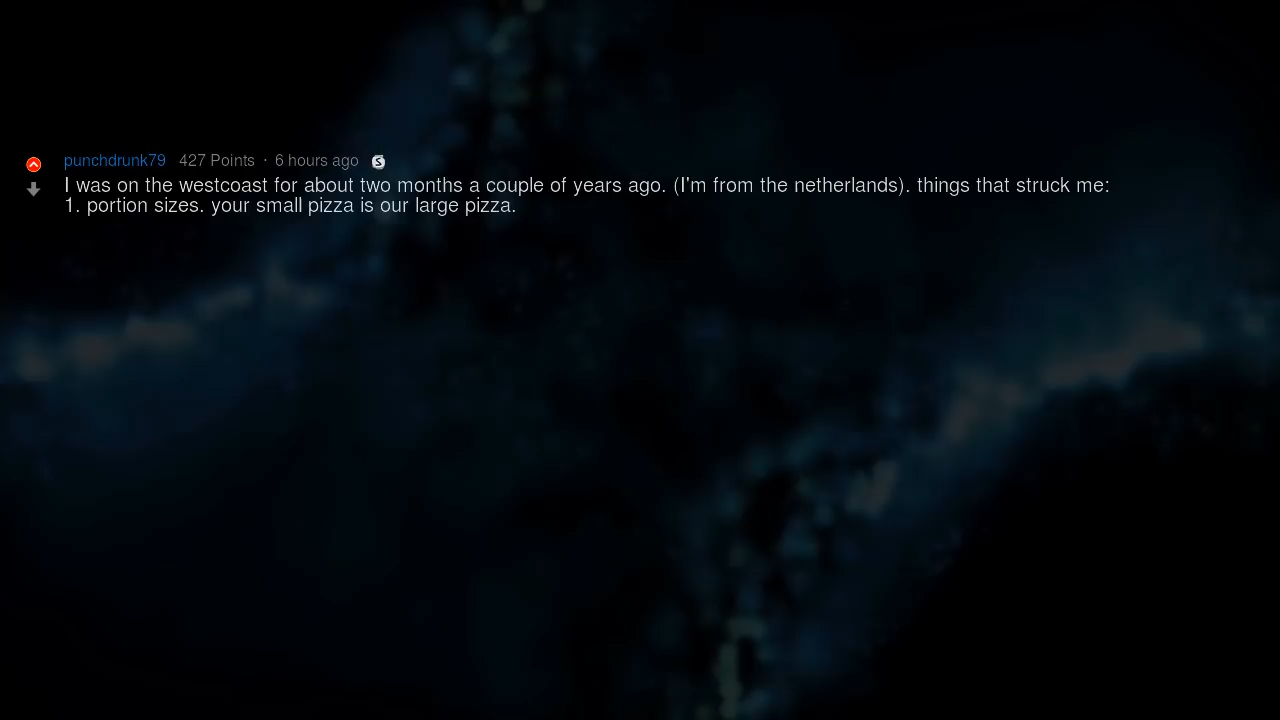 punchdrunk79 427 Points · 6 hours ago
I was on the westcoast for about two months a couple of years ago. (I'm from the netherlands). things that struck me:
1. portion sizes. your small pizza is our large pizza.